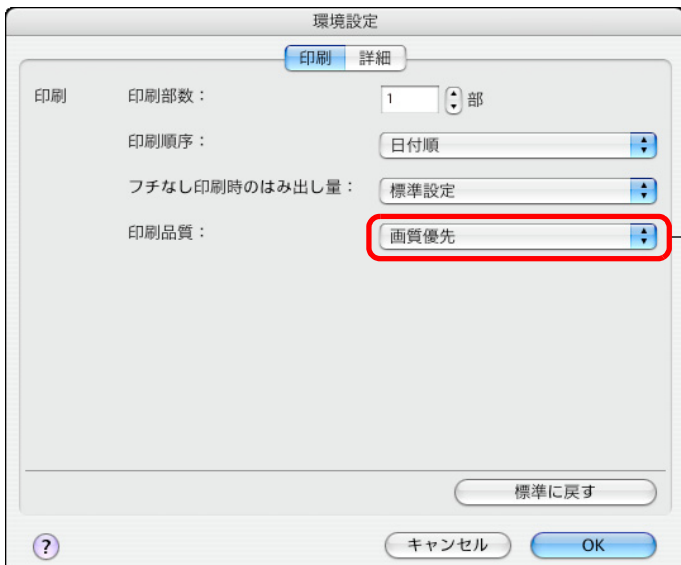 環境設定
印刷 詳細
印刷 印刷部数： 1 部
印刷順序： 日付順
フチなし印刷時のはみ出し量： 標準設定
印刷品質： 画質優先
標準に戻す
? キャンセル OK